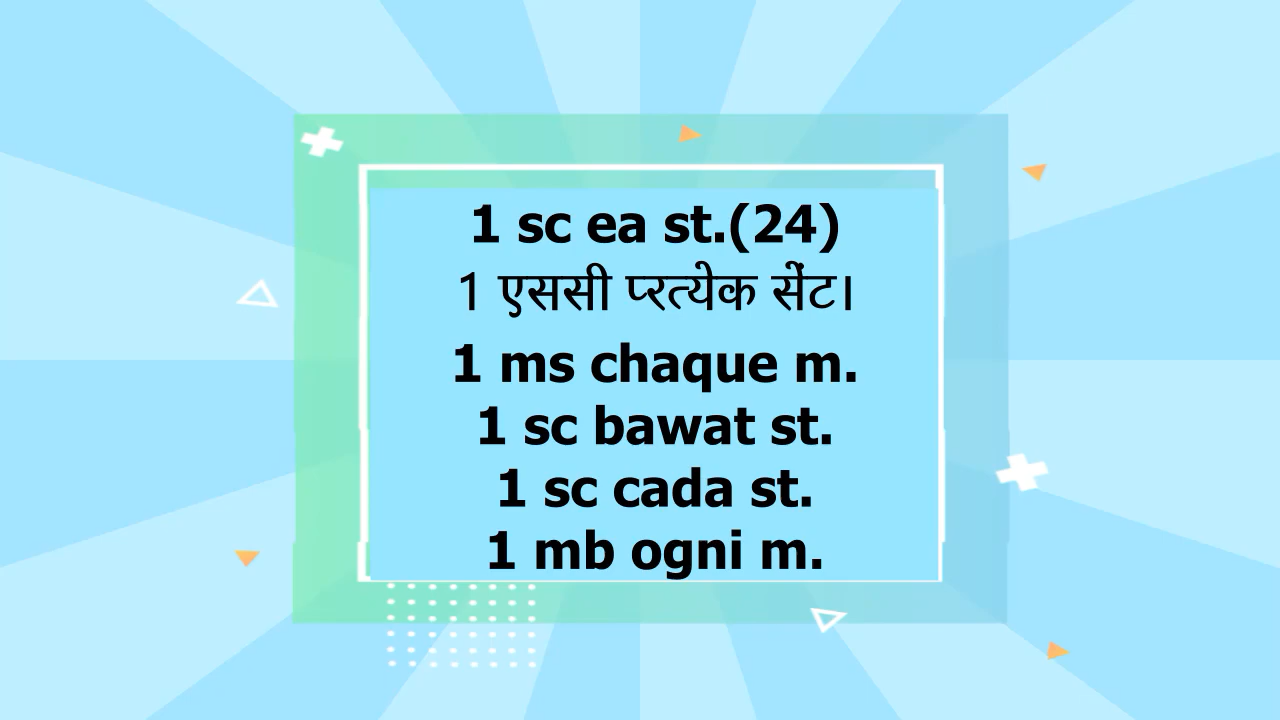 1 sc ea st.(24)
1 एससी प्रत्येक सेंट।
1 ms chaque m.
1 sc bawat st.
1 sc cada st.
1 mb ogni m.